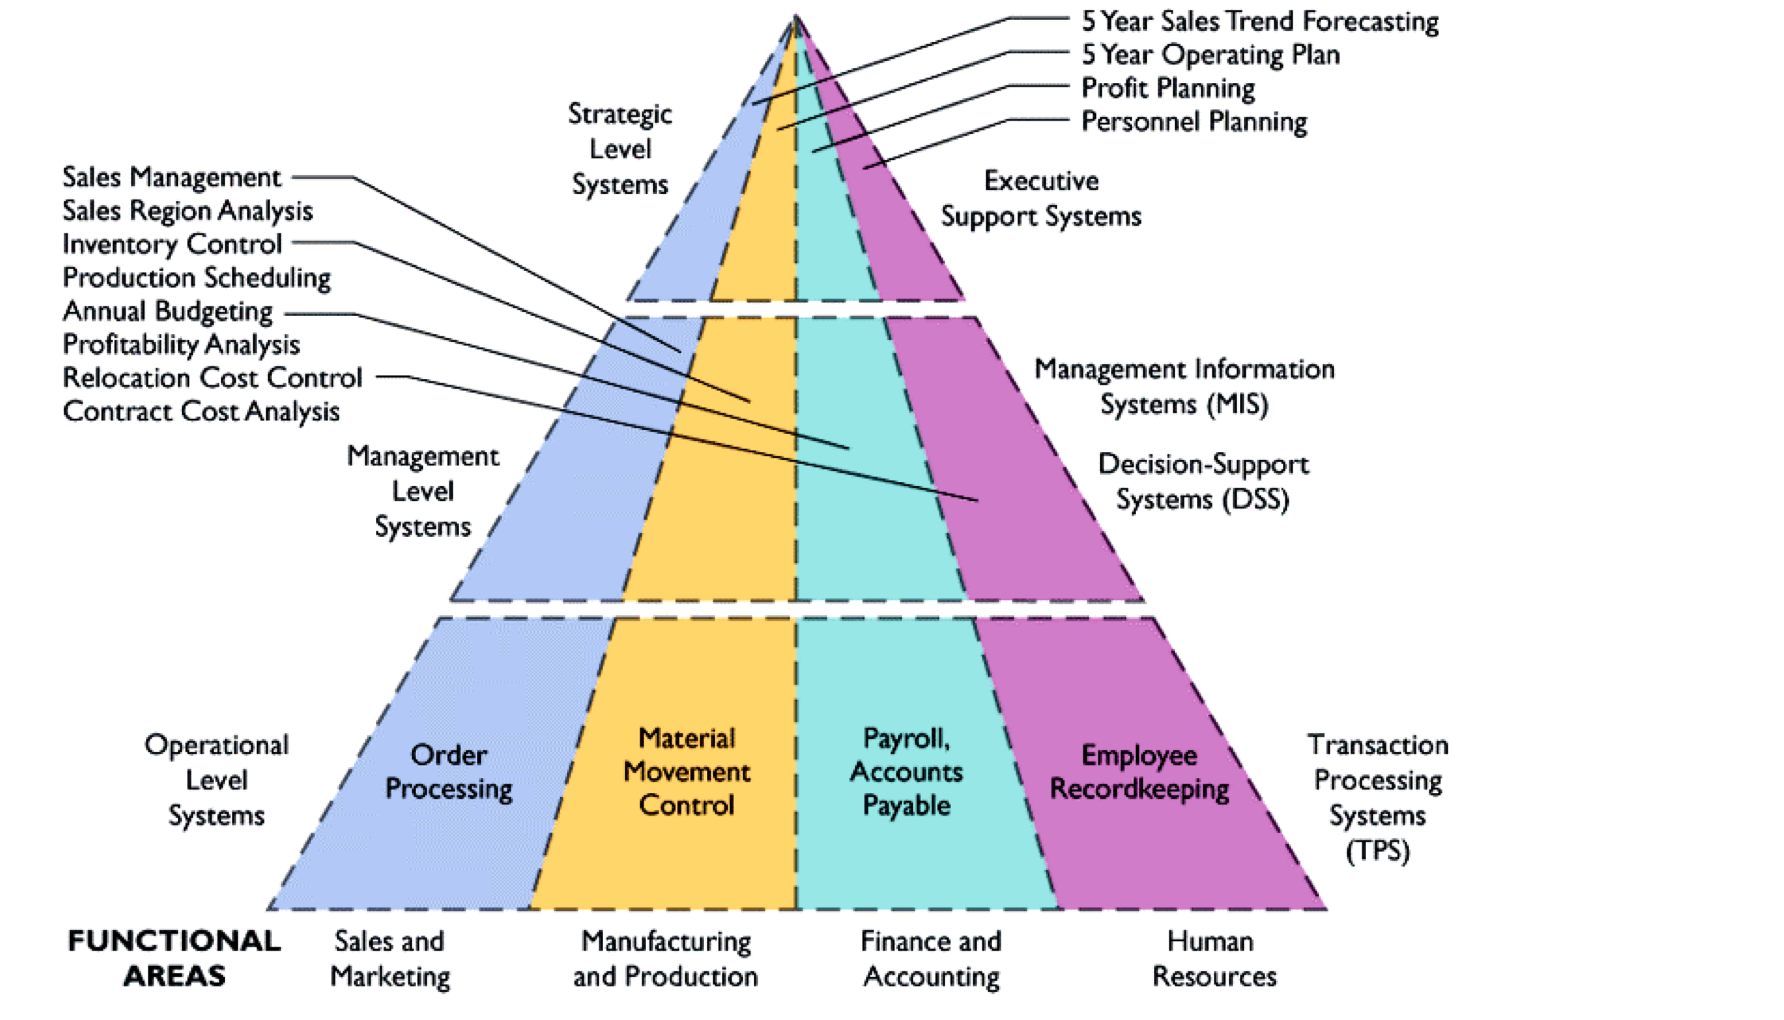 5 Year Sales Trend Forecasting
5 Year Operating Plan
Profit Planning
Personnel Planning
Strategic
Level
Systems
Executive
Support Systems
Sales Management
Sales Region Analysis
Inventory Control
Production Scheduling
Annual Budgeting
Profitability Analysis
Relocation Cost Control
Contract Cost Analysis
Management
Level
Systems
Management Information
Systems (MIS)
Decision-Support
Systems (DSS)
Operational
Level
Systems
Order
Processing
Material
Movement
Control
Payroll,
Accounts
Payable
Employee
Recordkeeping
Transaction
Processing
Systems
(TPS)
FUNCTIONAL
AREAS
Sales and
Marketing
Manufacturing
and Production
Finance and
Accounting
Human
Resources